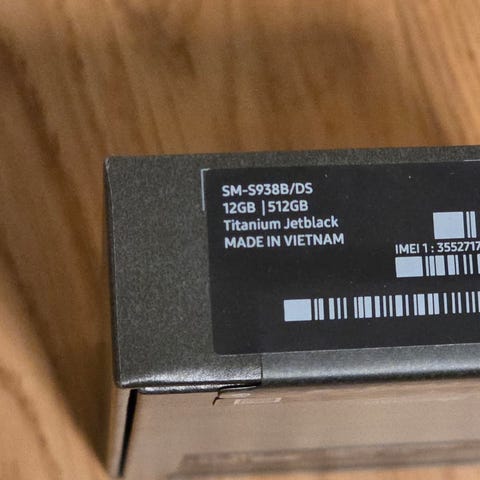 SM-S938B/DS
12GB | 512GB
Titanium Jetblack
MADE IN VIETNAM
IMEI 1 : 3552717